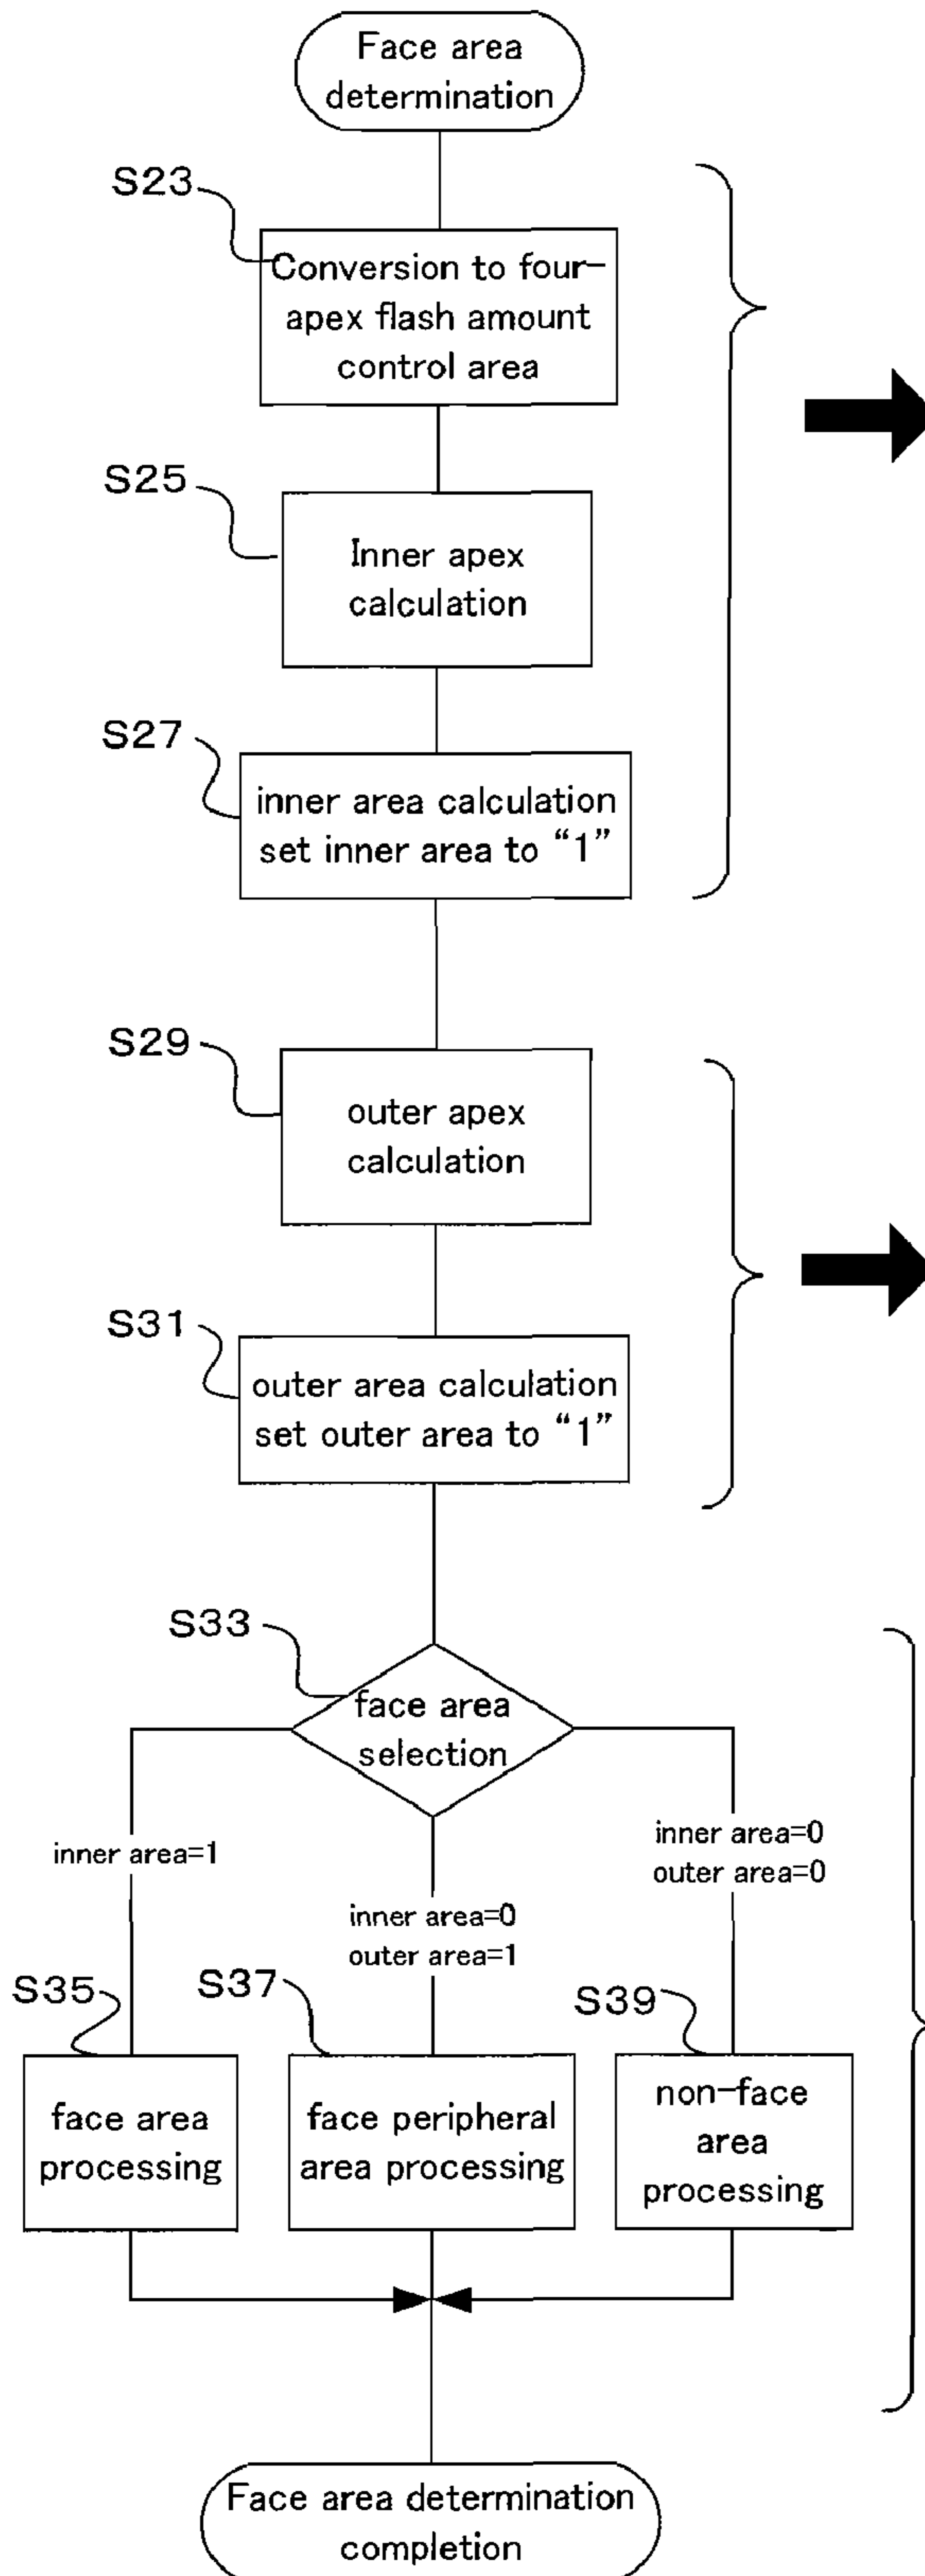 Face area
determination
S23
Conversion to four-
apex flash amount
control area
S25
Inner apex
calculation
S27
inner area calculation
set inner area to “1”
S29
outer apex
calculation
S31
outer area calculation
set outer area to “1”
S33
face area
selection
inner area=1
inner area=0
outer area=1
inner area=0
outer area=0
S35
face area
processing
S37
face peripheral
area processing
S39
non-face
area
processing
Face area determination
completion